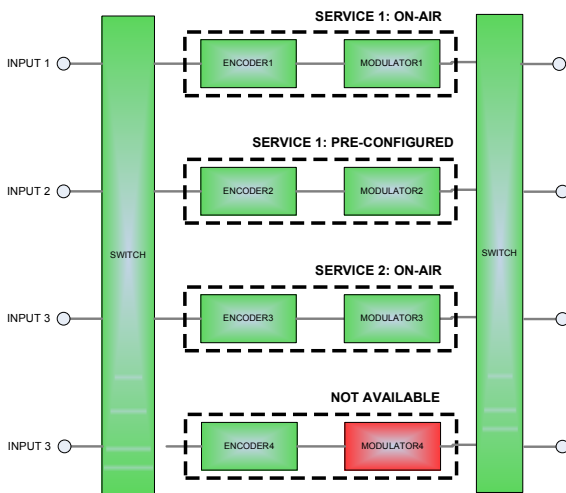 SERVICE 1: ON-AIR
INPUT 1
ENCODER1
MODULATOR1
SERVICE 1: PRE-CONFIGURED
INPUT 2
ENCODER2
MODULATOR2
SWITCH
SWITCH
SERVICE 2: ON-AIR
INPUT 3
ENCODER3
MODULATOR3
NOT AVAILABLE
INPUT 3
ENCODER4
MODULATOR4